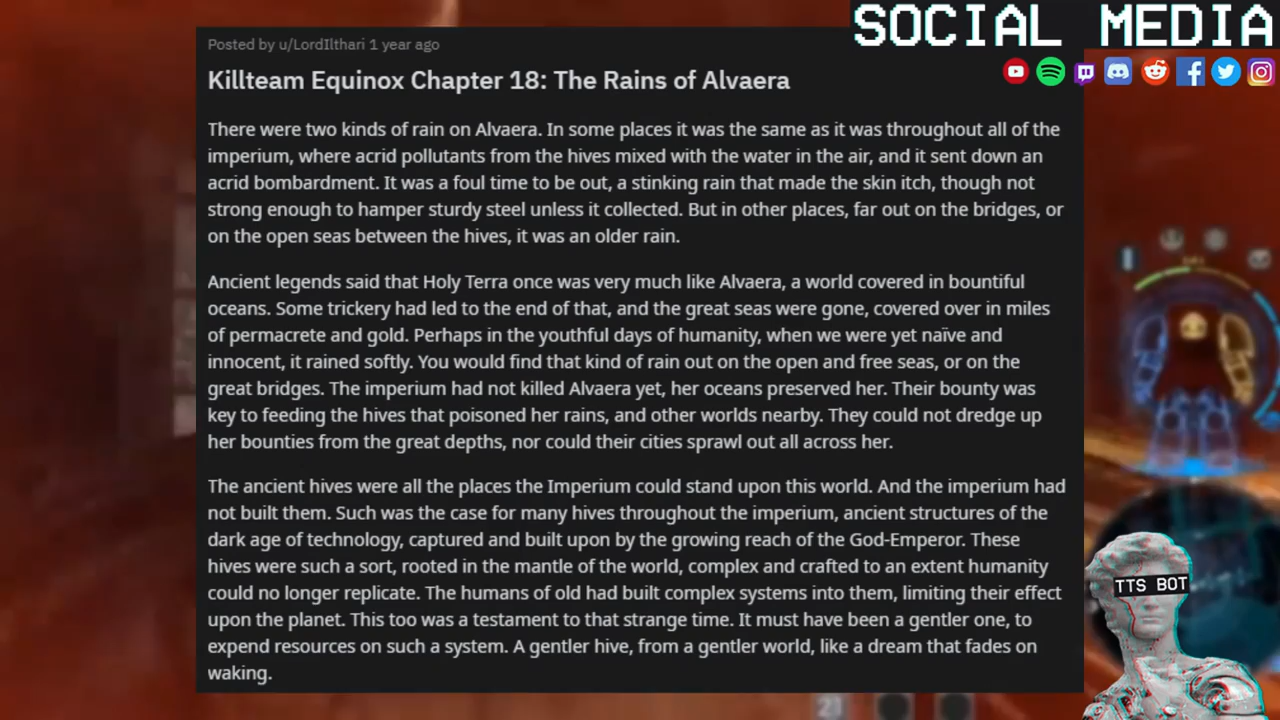 SOCIAL MEDIA
Posted by u/LordIlthari 1 year ago
Killteam Equinox Chapter 18: The Rains of Alvaera
There were two kinds of rain on Alvaera. In some places it was the same as it was throughout all of the
imperium, where acrid pollutants from the hives mixed with the water in the air, and it sent down an
acrid bombardment. It was a foul time to be out, a stinking rain that made the skin itch, though not
strong enough to hamper sturdy steel unless it collected. But in other places, far out on the bridges, or
on the open seas between the hives, it was an older rain.
Ancient legends said that Holy Terra once was very much like Alvaera, a world covered in bountiful
oceans. Some trickery had led to the end of that, and the great seas were gone, covered over in miles
of permacrete and gold. Perhaps in the youthful days of humanity, when we were yet naïve and
innocent, it rained softly. You would find that kind of rain out on the open and free seas, or on the
great bridges. The imperium had not killed Alvaera yet, her oceans preserved her. Their bounty was
key to feeding the hives that poisoned her rains, and other worlds nearby. They could not dredge up
her bounties from the great depths, nor could their cities sprawl out all across her.
The ancient hives were all the places the Imperium could stand upon this world. And the imperium had
not built them. Such was the case for many hives throughout the imperium, ancient structures of the
dark age of technology, captured and built upon by the growing reach of the God-Emperor. These
hives were such a sort, rooted in the mantle of the world, complex and crafted to an extent humanity
could no longer replicate. The humans of old had built complex systems into them, limiting their effect
upon the planet. This too was a testament to that strange time. It must have been a gentler one, to
expend resources on such a system. A gentler hive, from a gentler world, like a dream that fades on
waking.
TTS BOT
21